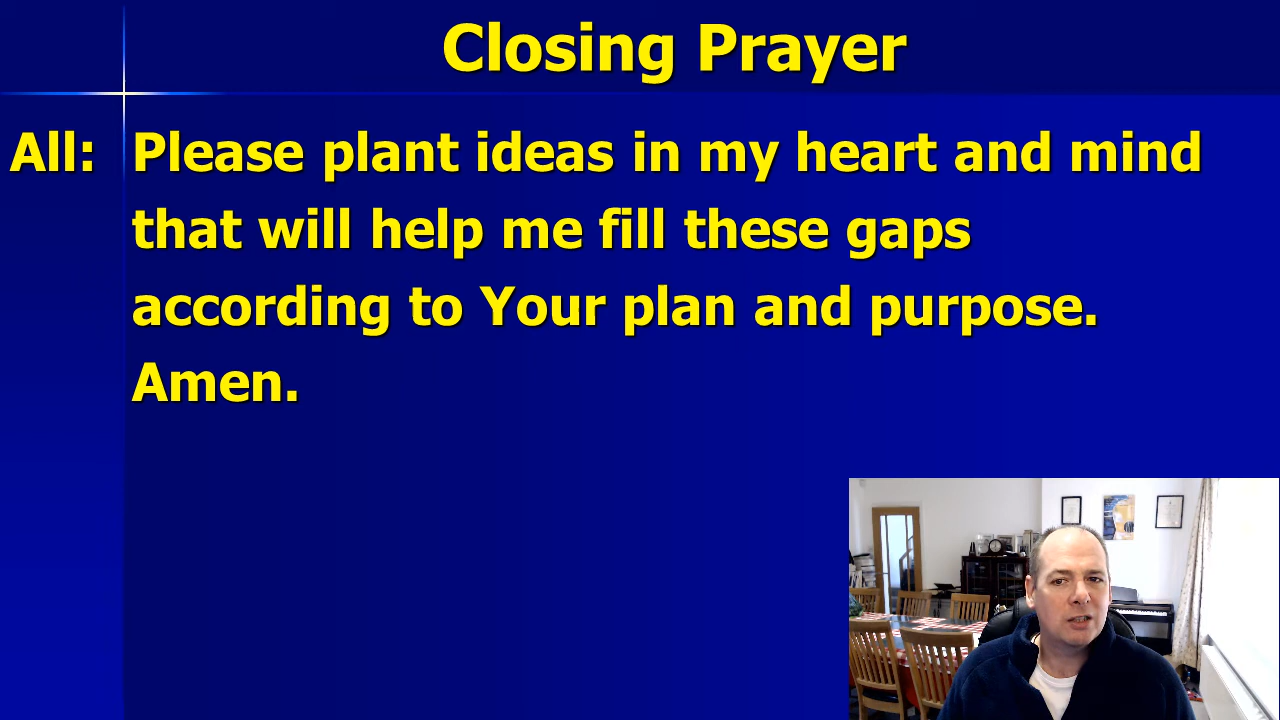 Closing Prayer
All: Please plant ideas in my heart and mind
that will help me fill these gaps
according to Your plan and purpose.
Amen.